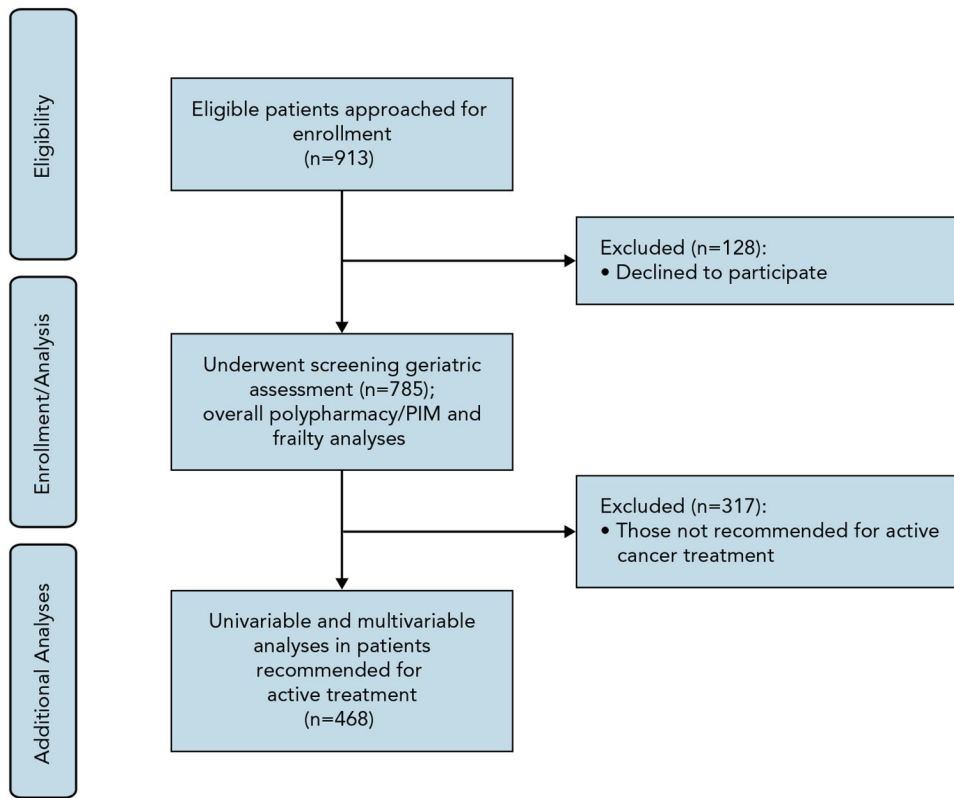 Eligibility
Eligible patients approached for
enrollment
(n=913)
Excluded (n=128):
• Declined to participate
Enrollment/Analysis
Underwent screening geriatric
assessment (n=785);
overall polypharmacy/PIM and
frailty analyses
Excluded (n=317):
• Those not recommended for active
cancer treatment
Additional Analyses
Univariable and multivariable
analyses in patients
recommended for
active treatment
(n=468)